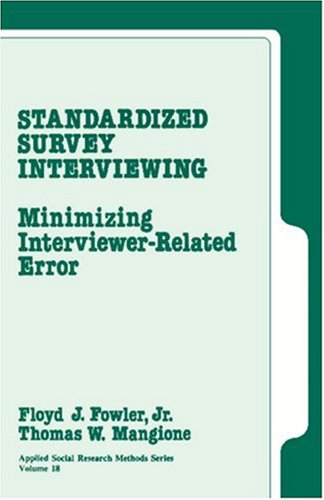 STANDARDIZED
SURVEY
INTERVIEWING
Minimizing
Interviewer-Related
Error
Floyd J. Fowler, Jr.
Thomas W. Mangione
Applied Social Research Methods Series
Volume 18